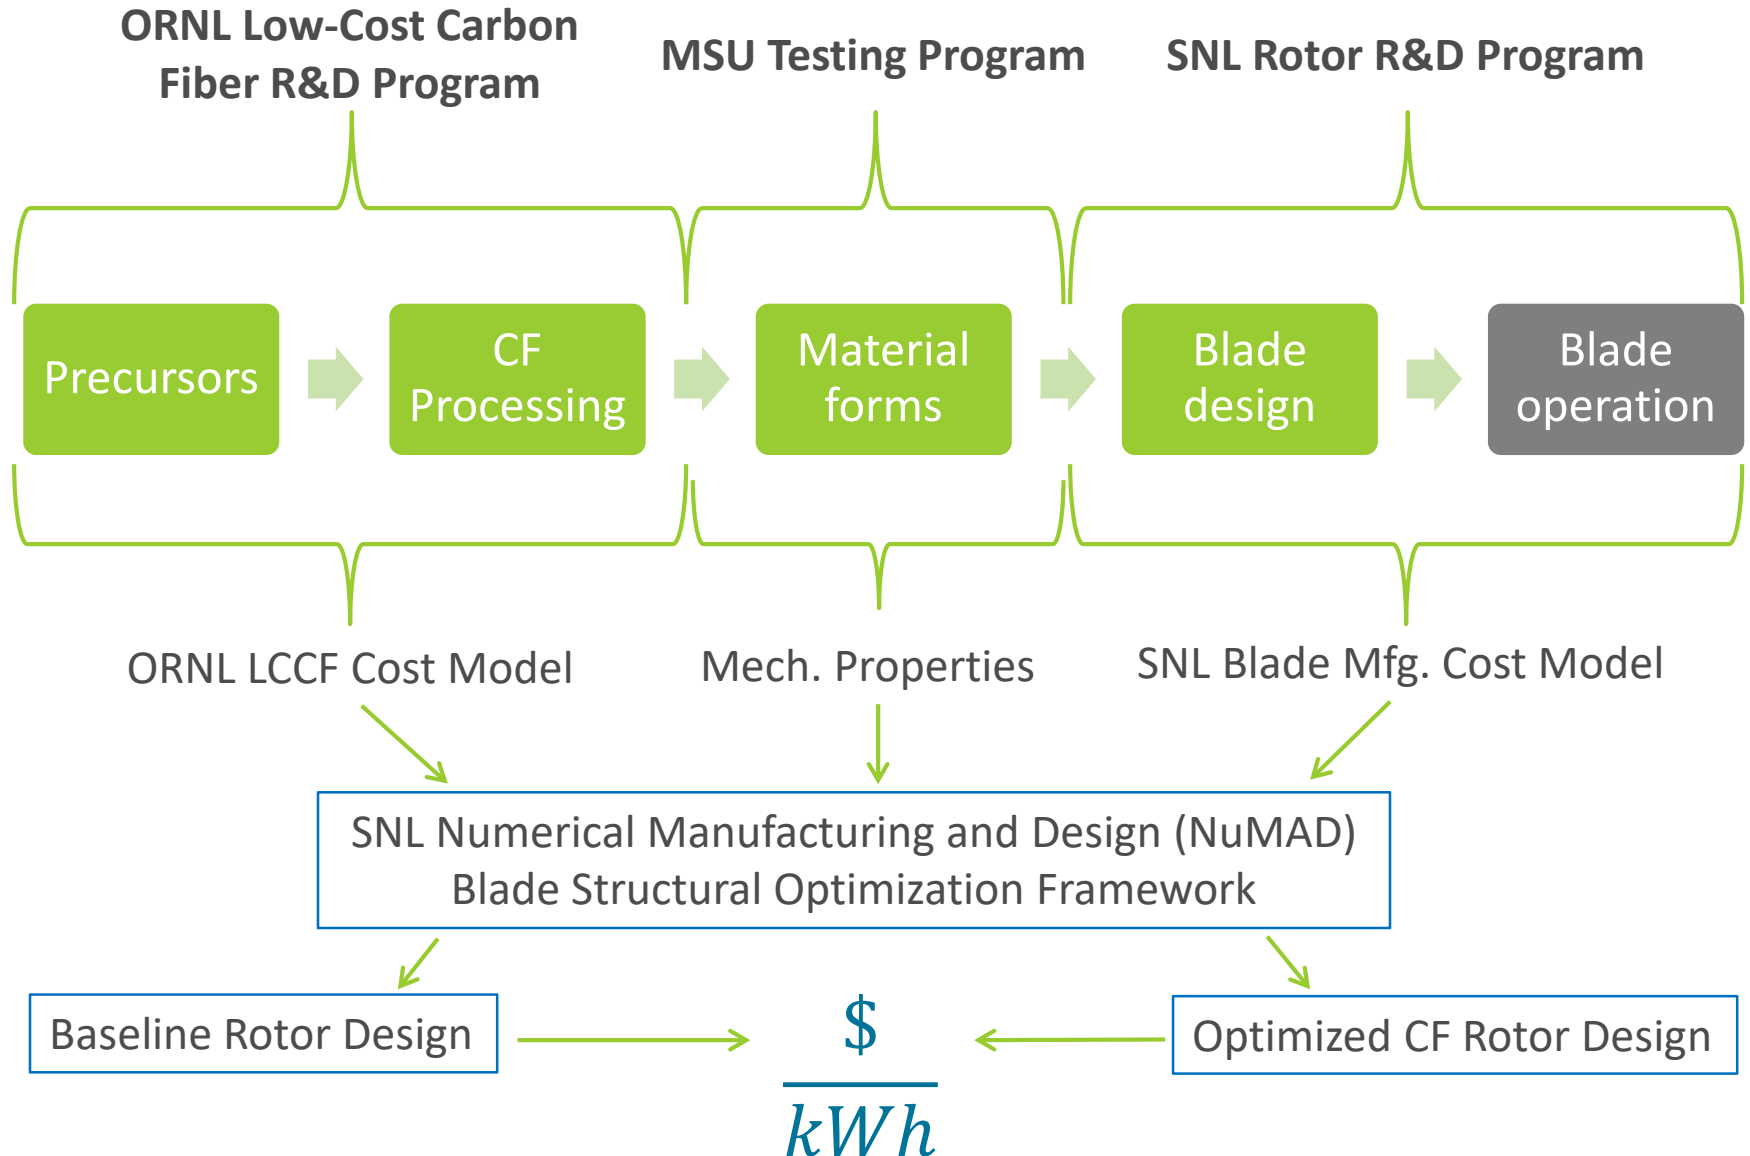 ORNL Low-Cost Carbon
Fiber R&D Program
MSU Testing Program
SNL Rotor R&D Program
Precursors
CF
Processing
Material
forms
Blade
design
Blade
operation
ORNL LCCF Cost Model
Mech. Properties
SNL Blade Mfg. Cost Model
SNL Numerical Manufacturing and Design (NuMAD)
Blade Structural Optimization Framework
Baseline Rotor Design
$
kWh
Optimized CF Rotor Design